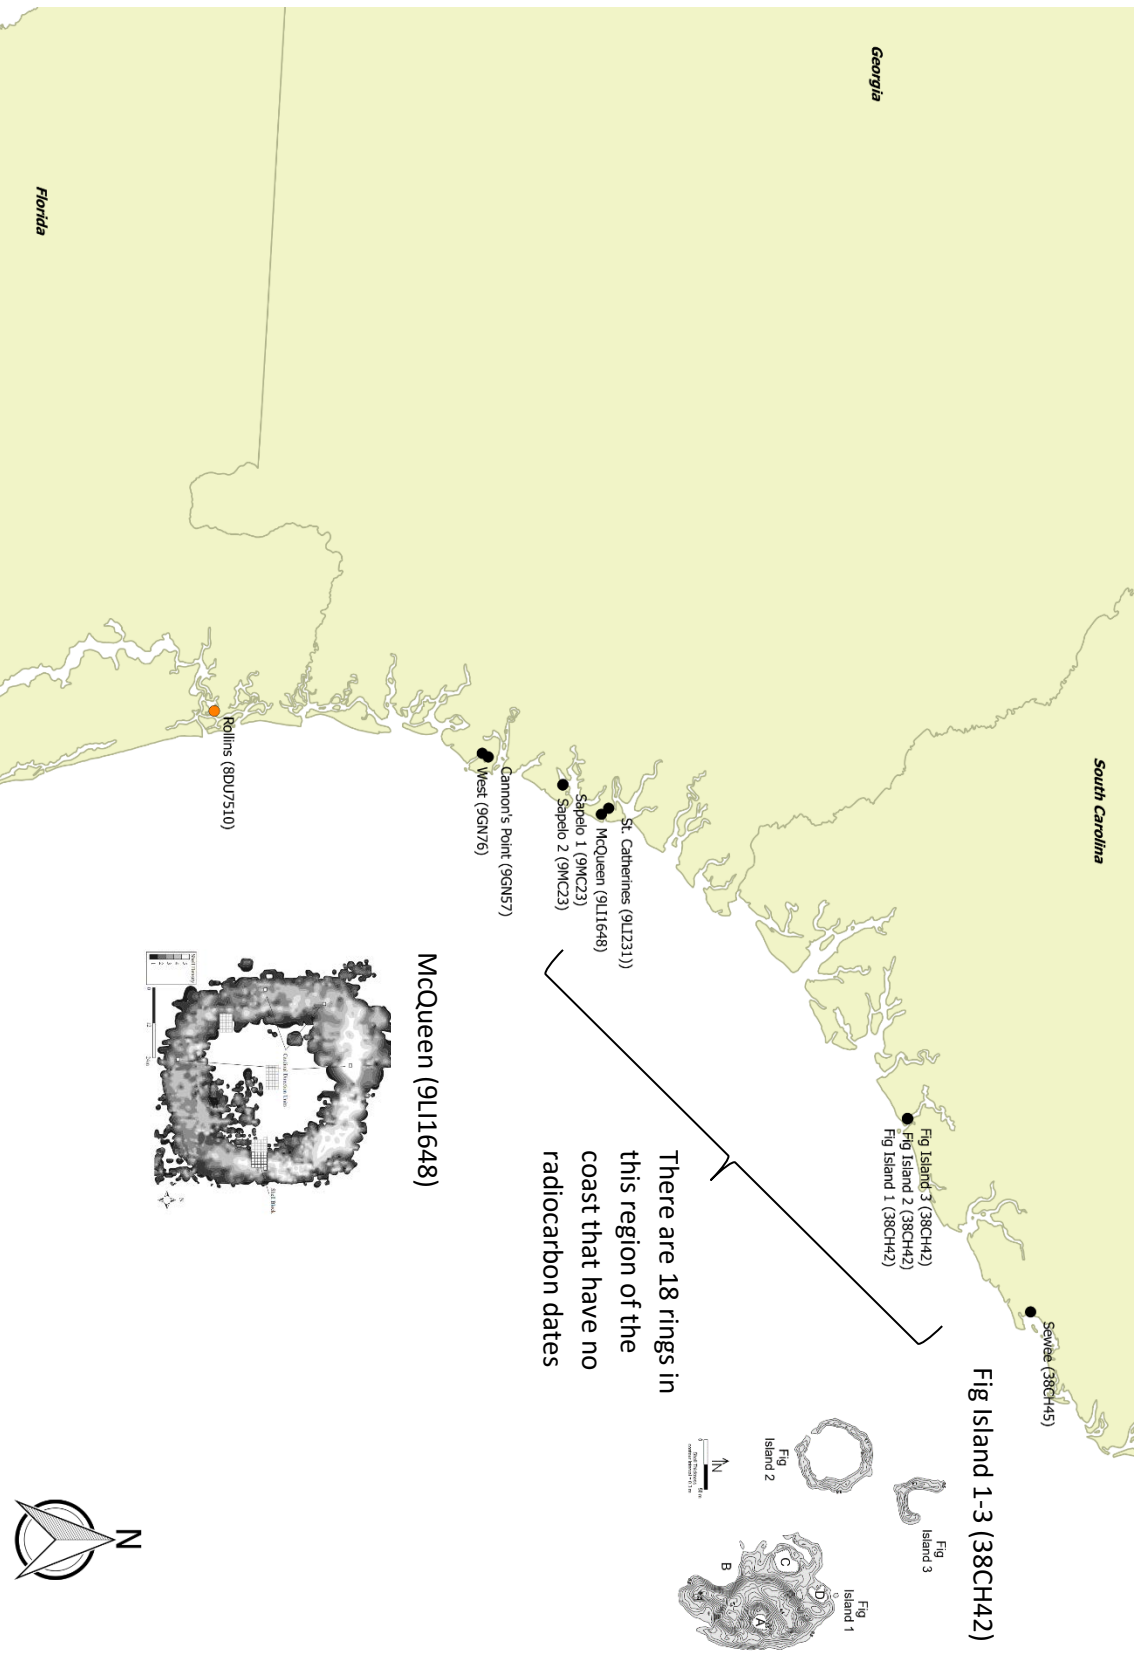 Georgia
South Carolina
Florida
Sewee (38CH45)
Fig Island 3 (38CH42)
Fig Island 2 (38CH42)
Fig Island 1 (38CH42)
St. Catherines (9LI231))
McQueen (9LI1648)
Sapelo 1 (9MC23)
Sapelo 2 (9MC23)
Cannon's Point (9GN57)
West (9GN76)
Rollins (8DU7510)
Fig Island 1-3 (38CH42)
Fig
Island 3
Fig
Island 2
Fig
Island 1
A
B
C
D
N
There are 18 rings in
this region of the
coast that have no
radiocarbon dates
McQueen (9LI1648)
N